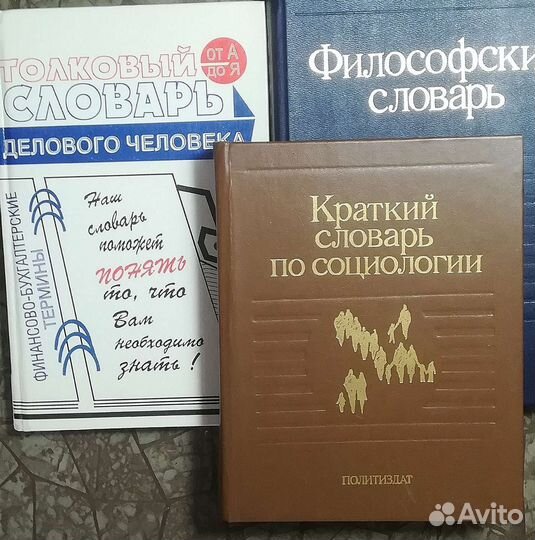 ТОЛКОВЫЙ
от А
до Я
СЛОВАРЬ
ДЕЛОВОГО ЧЕЛОВЕКА
ФИНАНСОВО-БУХГАЛТЕРСКИЕ
ТЕРМИНЫ
Наш
словарь
поможет
ПОНЯТЬ
то, что
Вам
необходимо
знать!
Философски
словарь
Краткий
словарь
по социологии
ПОЛИТИЗДАТ
Avito